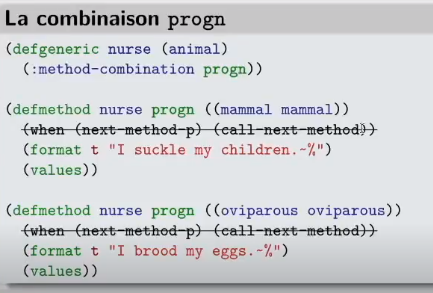 La combinaison progn
(defgeneric nurse (animal)
(:method-combination progn))
(defmethod nurse progn ((mammal mammal))
(when (next-method-p) (call-next-method))
(format t "I suckle my children.~%")
(values))
(defmethod nurse progn ((oviparous oviparous))
(when (next-method-p) (call-next-method))
(format t "I brood my eggs.~%")
(values))